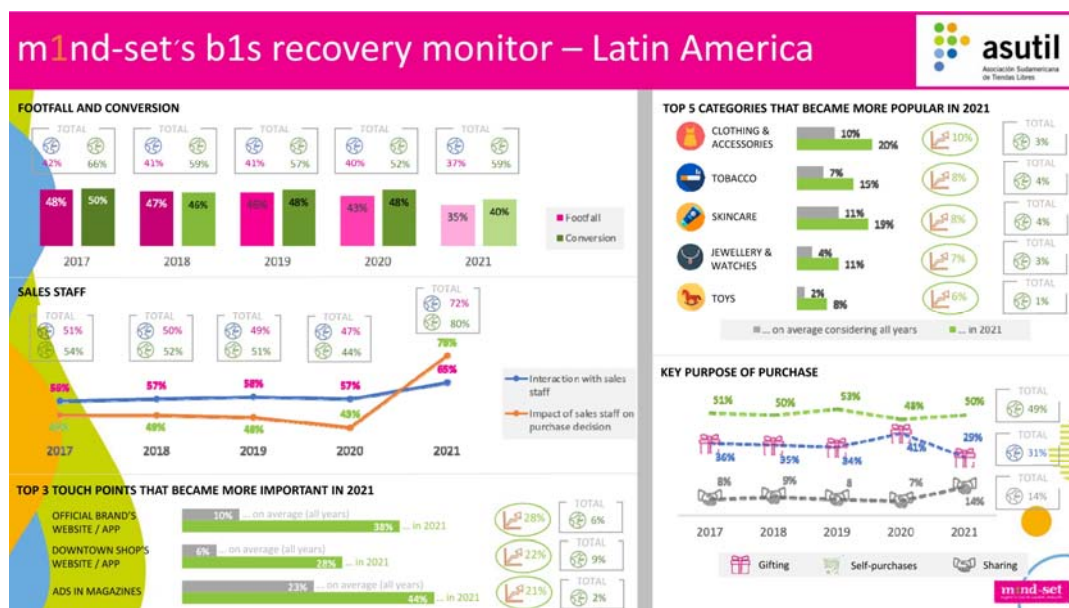 m1nd-set's b1s recovery monitor – Latin America
asutil
Asociación Sudamericana
de Tiendas Libres
FOOTFALL AND CONVERSION
TOTAL TOTAL TOTAL TOTAL TOTAL
42% 66% 41% 59% 41% 57% 40% 52% 37% 59%
48% 50% 47% 46% 48% 43% 48% 35% 40%
Footfall
Conversion
2017 2018 2019 2020 2021
SALES STAFF
TOTAL
72%
80%
TOTAL TOTAL TOTAL TOTAL
51% 50% 49% 47%
54% 52% 51% 44%
78%
56% 57% 58% 57% 65%
49% 48% 43%
Interaction with sales
staff
Impact of sales staff on
purchase decision
2017 2018 2019 2020 2021
TOP 3 TOUCH POINTS THAT BECAME MORE IMPORTANT IN 2021
OFFICIAL BRAND'S
WEBSITE / APP
10% ... on average (all years)
38% ... in 2021
28%
TOTAL
6%
DOWNTOWN SHOP'S
WEBSITE / APP
6% ... on average (all years)
28% ... in 2021
22%
TOTAL
9%
ADS IN MAGAZINES
23% ... on average (all years)
44% ... in 2021
21%
TOTAL
2%
TOP 5 CATEGORIES THAT BECAME MORE POPULAR IN 2021
CLOTHING &
ACCESSORIES
10%
20%
10%
TOTAL
3%
TOBACCO
7%
15%
8%
TOTAL
4%
SKINCARE
11%
19%
8%
TOTAL
4%
JEWELLERY &
WATCHES
4%
11%
7%
TOTAL
3%
TOYS
2%
8%
6%
TOTAL
1%
... on average considering all years ... in 2021
KEY PURPOSE OF PURCHASE
51% 50% 53% 48% 50%
TOTAL
49%
36% 35% 34% 41% 29%
TOTAL
31%
8% 9% 8 7% 14%
TOTAL
14%
2017 2018 2019 2020 2021
Gifting Self-purchases Sharing
m1nd-set